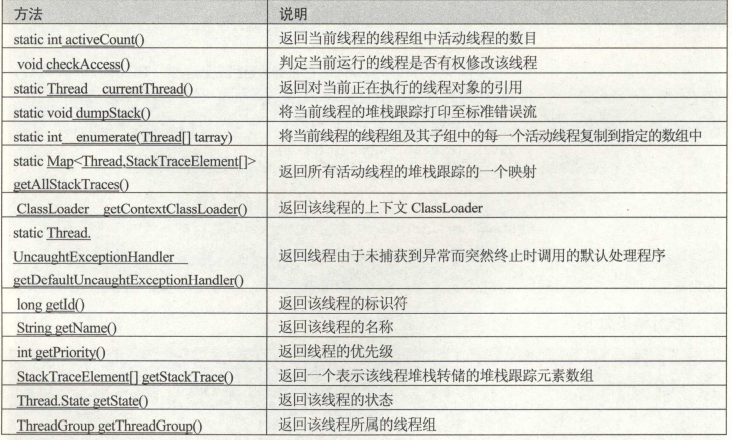 方法 说明
static int activeCount() 返回当前线程的线程组中活动线程的数目
void checkAccess() 判定当前运行的线程是否有权修改该线程
static Thread currentThread() 返回对当前正在执行的线程对象的引用
static void dumpStack() 将当前线程的堆栈跟踪打印至标准错误流
static int enumerate(Thread[] tarray) 将当前线程的线程组及其子组中的每一个活动线程复制到指定的数组中
static Map<Thread,StackTraceElement[]>
getAllStackTraces()
返回所有活动线程的堆栈跟踪的一个映射
ClassLoader getContextClassLoader() 返回该线程的上下文 ClassLoader
static Thread.
UncaughtExceptionHandler
getDefaultUncaughtExceptionHandler()
返回线程由于未捕获到异常而突然终止时调用的默认处理程序
long getId() 返回该线程的标识符
String getName() 返回该线程的名称
int getPriority() 返回线程的优先级
StackTraceElement[] getStackTrace() 返回一个表示该线程堆栈转储的堆栈跟踪元素数组
Thread.State getState() 返回该线程的状态
ThreadGroup getThreadGroup() 返回该线程所属的线程组